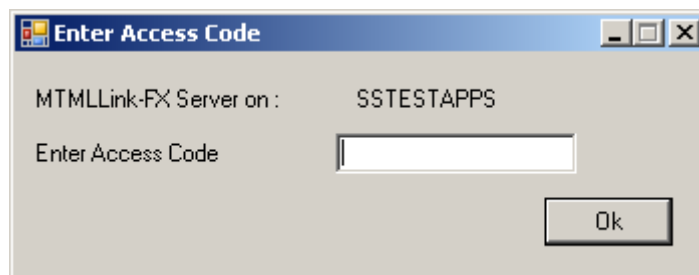 Enter Access Code
MTMLLink-FX Server on : SSTESTAPPS
Enter Access Code
Ok